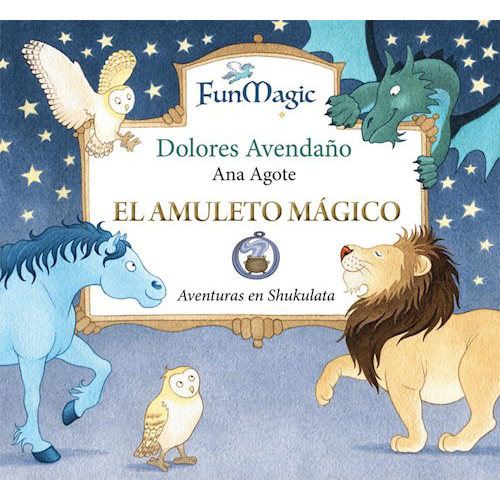 FunMagic
Dolores Avendaño
Ana Agote
EL AMULETO MÁGICO
Aventuras en Shukulata